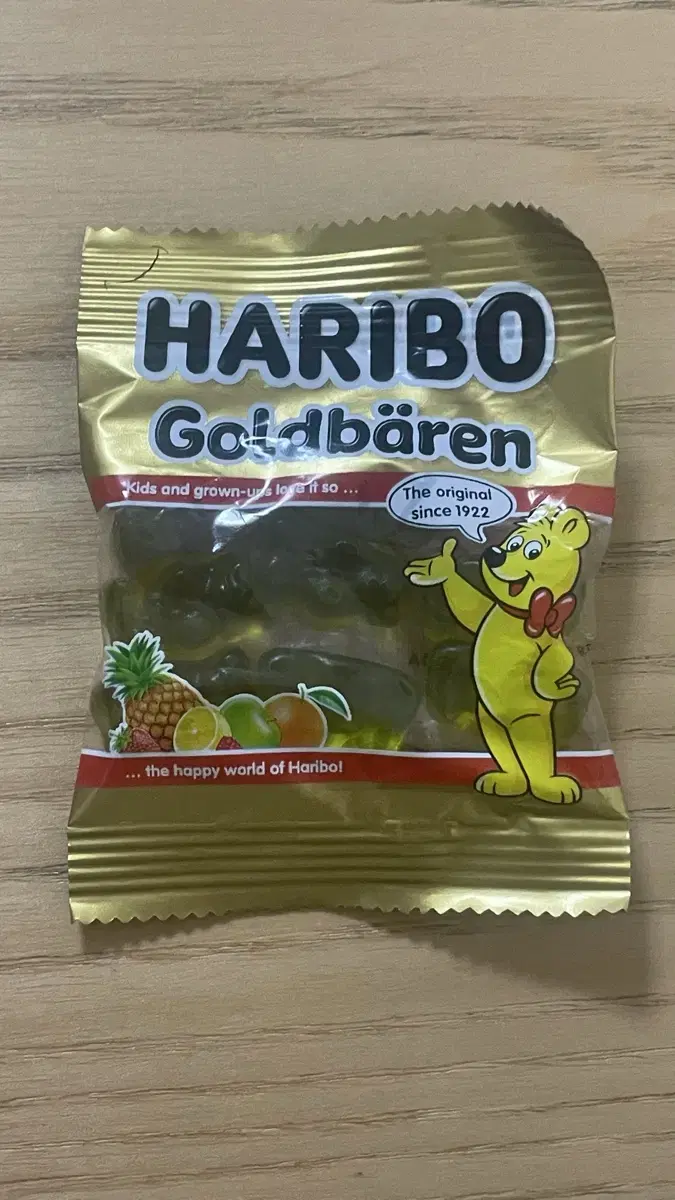 HARIBO
Goldbären
Kids and grown-ups love it so ...
The original
since 1922
... the happy world of Haribo!